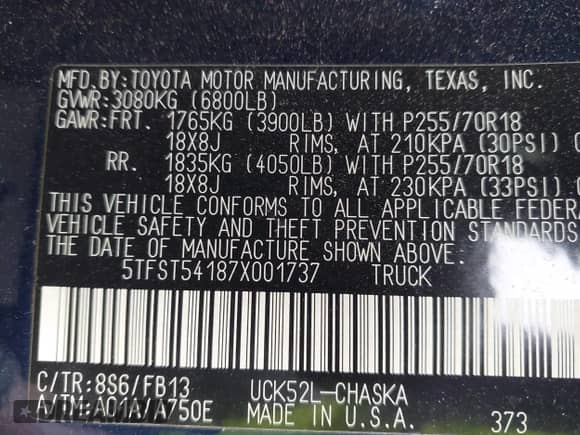 MFD.BY:TOYOTA MOTOR MANUFACTURING, TEXAS, INC.
GVWR:3080KG (6800LB)
GAWR:FRT. 1765KG (3900LB) WITH P255/70R18
18X8J RIMS, AT 210KPA (30PSI)
RR. 1835KG (4050LB) WITH P255/70R18
18X8J RIMS, AT 230KPA (33PSI)
THIS VEHICLE CONFORMS TO ALL APPLICABLE FEDER
VEHICLE SAFETY AND THEFT PREVENTION STANDARDS
THE DATE OF MANUFACTURE SHOWN ABOVE.
5TFST54187X001737 TRUCK
C/TR:8S6/FB13 UCK52L-CHASKA
A/TM:A01A/A750E MADE IN U.S.A. 373